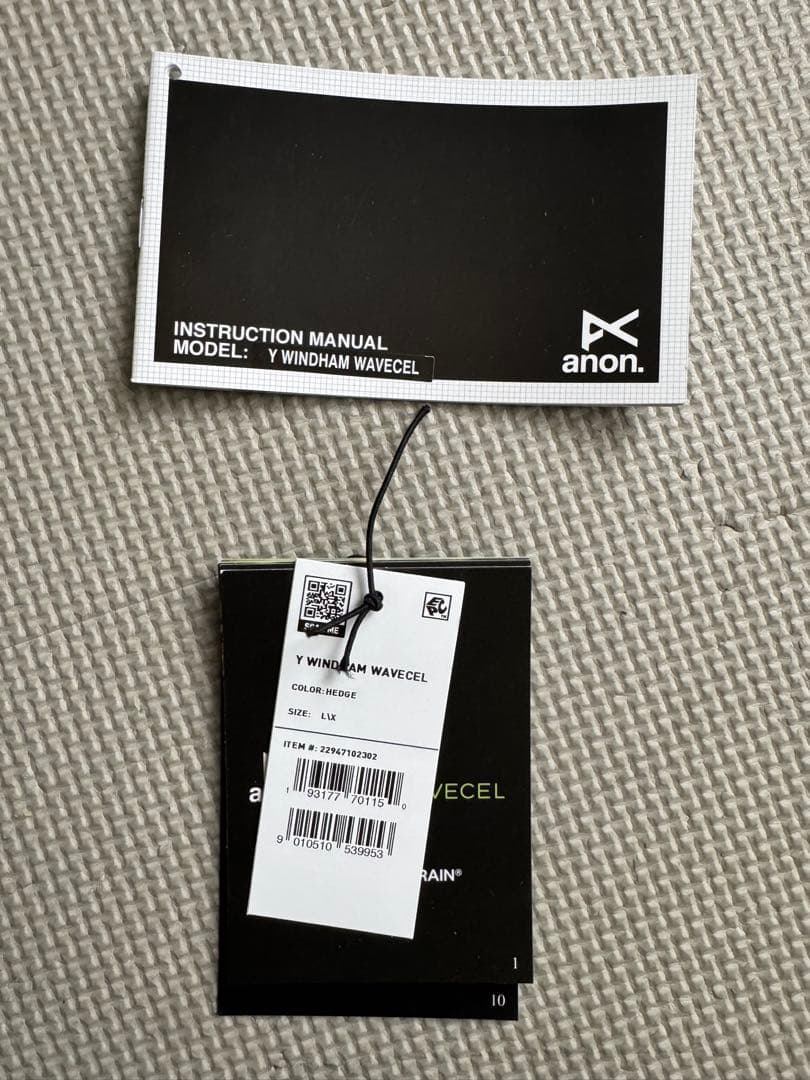 INSTRUCTION MANUAL
MODEL: Y WINDHAM WAVECEL
anon.
Y WINDHAM WAVECEL
COLOR:HEDGE
SIZE: L\X
ITEM #: 22947102302
1 93177 70115 0
9 010510 539953
a
VECEL
RAIN®
1
10